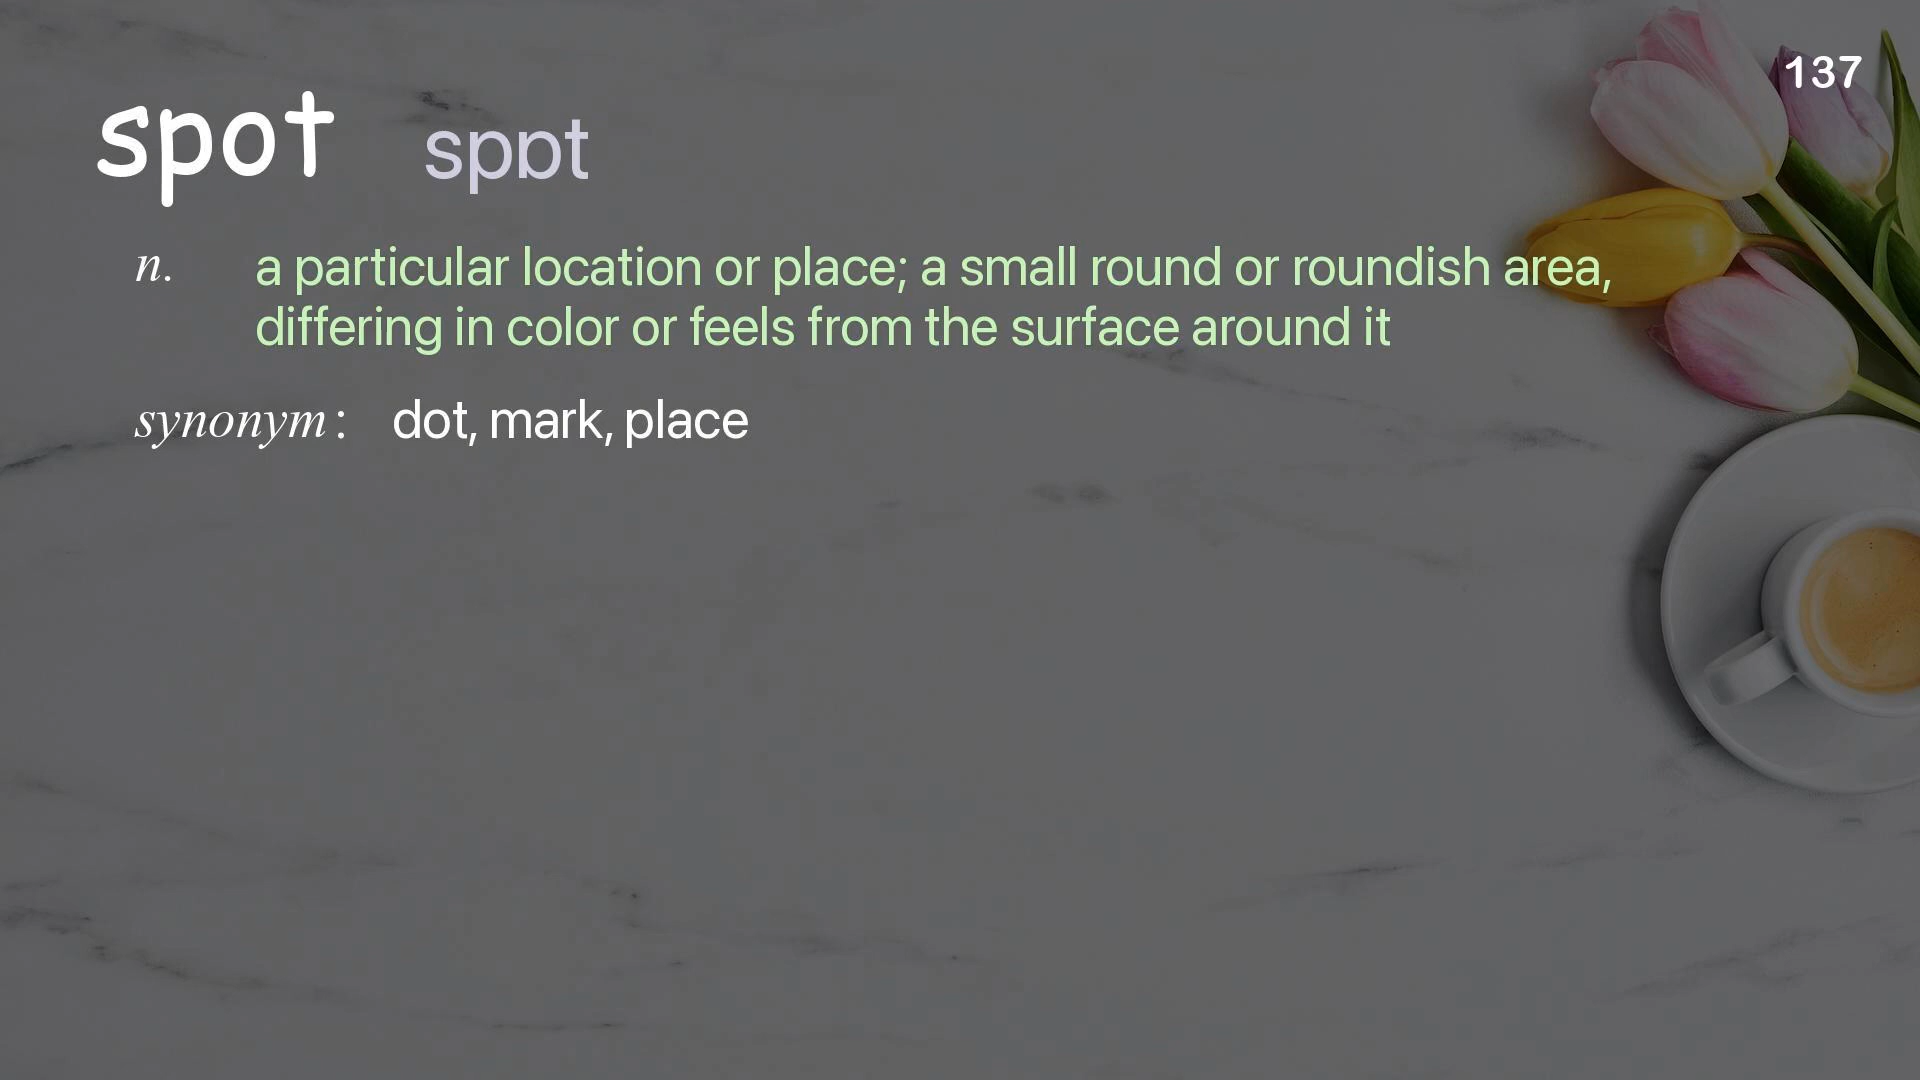 137
spot spɒt
n. a particular location or place; a small round or roundish area,
differing in color or feels from the surface around it
synonym : dot, mark, place